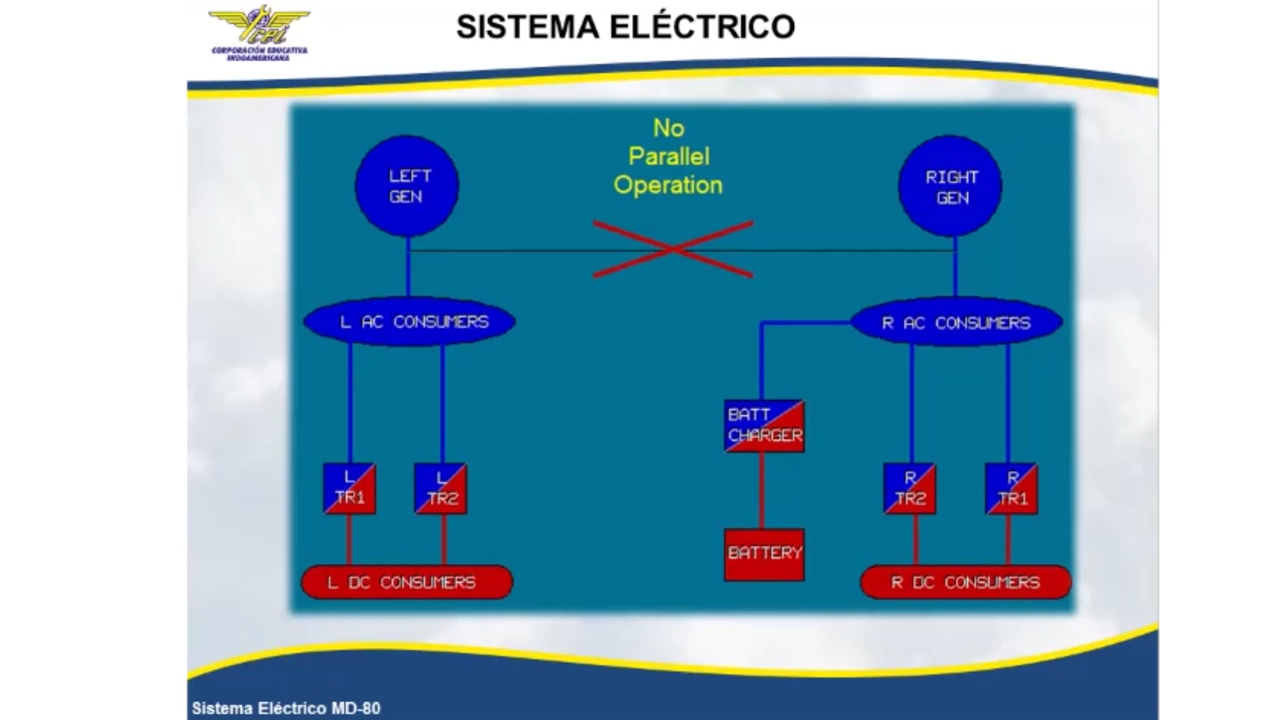 CPI
CORPORACIÓN EDUCATIVA
INDOAMERICANA
SISTEMA ELÉCTRICO
No
Parallel
Operation
LEFT
GEN
RIGHT
GEN
L AC CONSUMERS
R AC CONSUMERS
BATT
CHARGER
L
TR1
L
TR2
R
TR2
R
TR1
BATTERY
L DC CONSUMERS
R DC CONSUMERS
Sistema Eléctrico MD-80